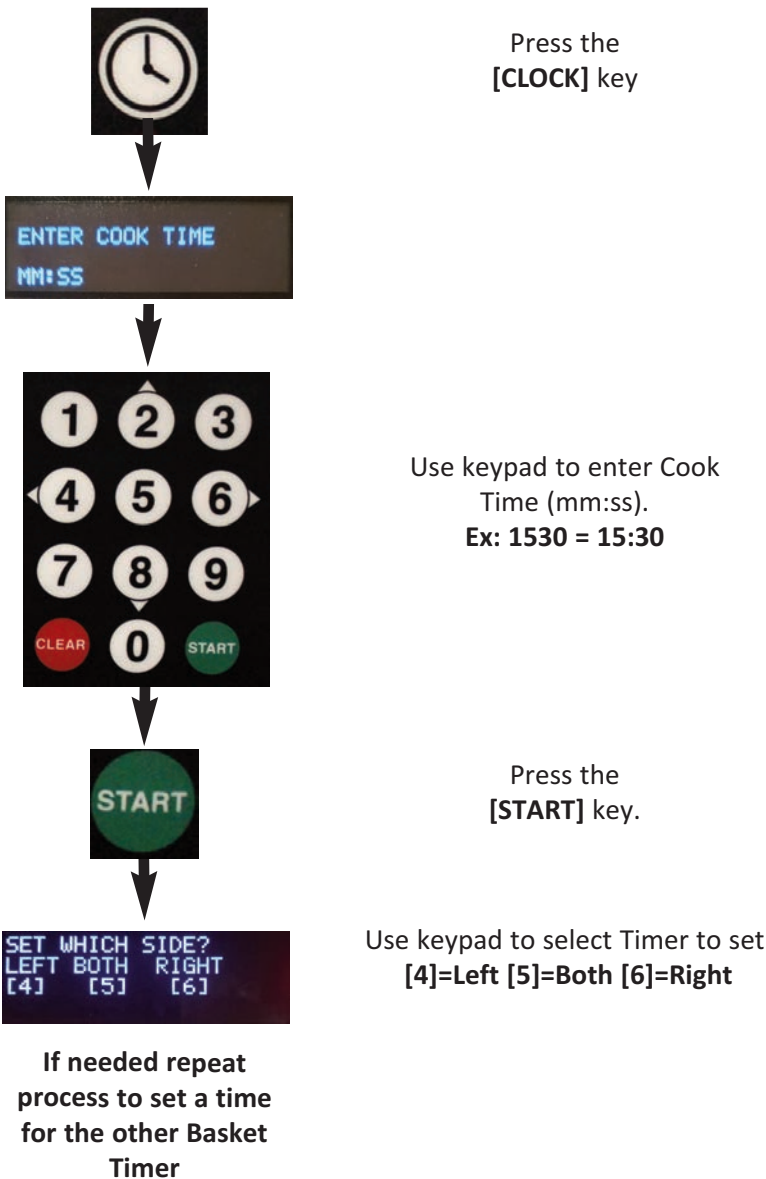 Press the
[CLOCK] key
ENTER COOK TIME
MM:SS
1 2 3
4 5 6
7 8 9
CLEAR 0 START
Use keypad to enter Cook
Time (mm:ss).
Ex: 1530 = 15:30
START
Press the
[START] key.
SET WHICH SIDE?
LEFT BOTH RIGHT
[4] [5] [6]
Use keypad to select Timer to set
[4]=Left [5]=Both [6]=Right
If needed repeat
process to set a time
for the other Basket
Timer